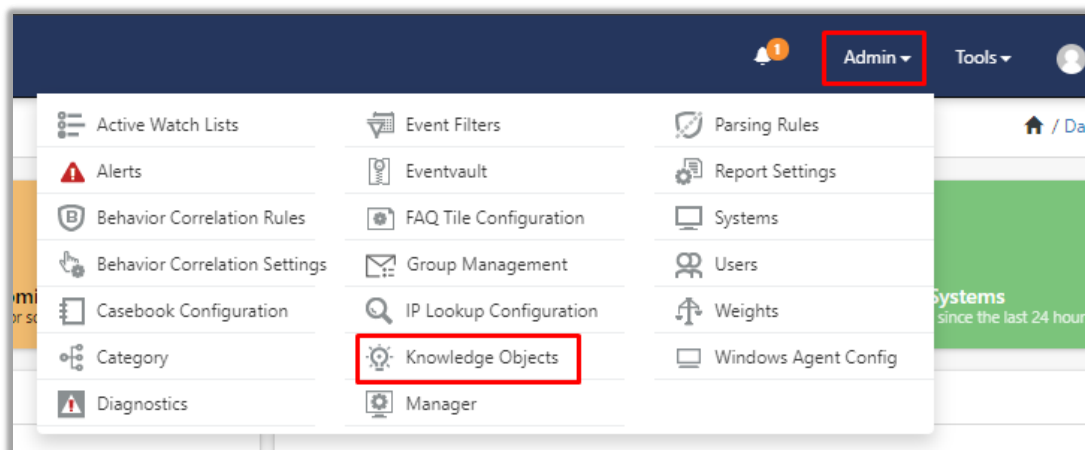 1
Admin
Tools
Active Watch Lists
Event Filters
Parsing Rules
/ Da
Alerts
Eventvault
Report Settings
Behavior Correlation Rules
FAQ Tile Configuration
Systems
Behavior Correlation Settings
Group Management
Users
Casebook Configuration
IP Lookup Configuration
Weights
Systems
since the last 24 hour
Category
Knowledge Objects
Windows Agent Config
Diagnostics
Manager